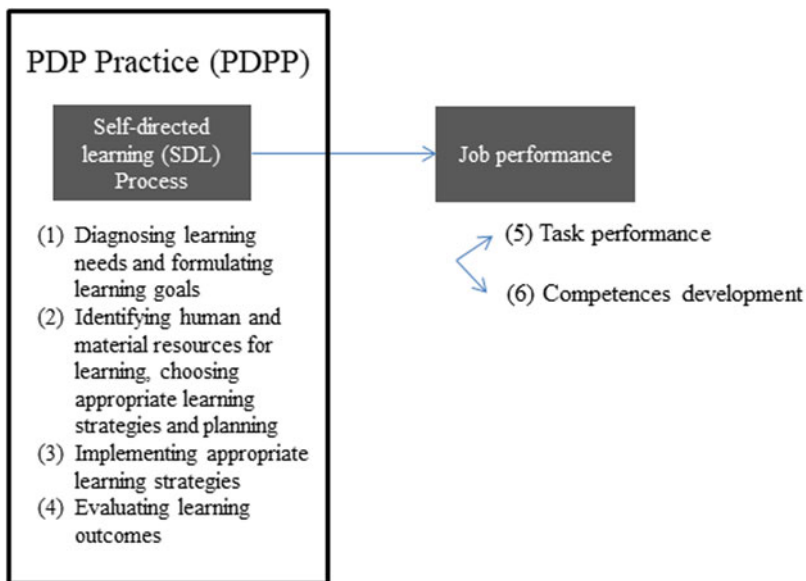 PDP Practice (PDPP)
Self-directed
learning (SDL)
Process
(1) Diagnosing learning
needs and formulating
learning goals
(2) Identifying human and
material resources for
learning, choosing
appropriate learning
strategies and planning
(3) Implementing appropriate
learning strategies
(4) Evaluating learning
outcomes
Job performance
(5) Task performance
(6) Competences development